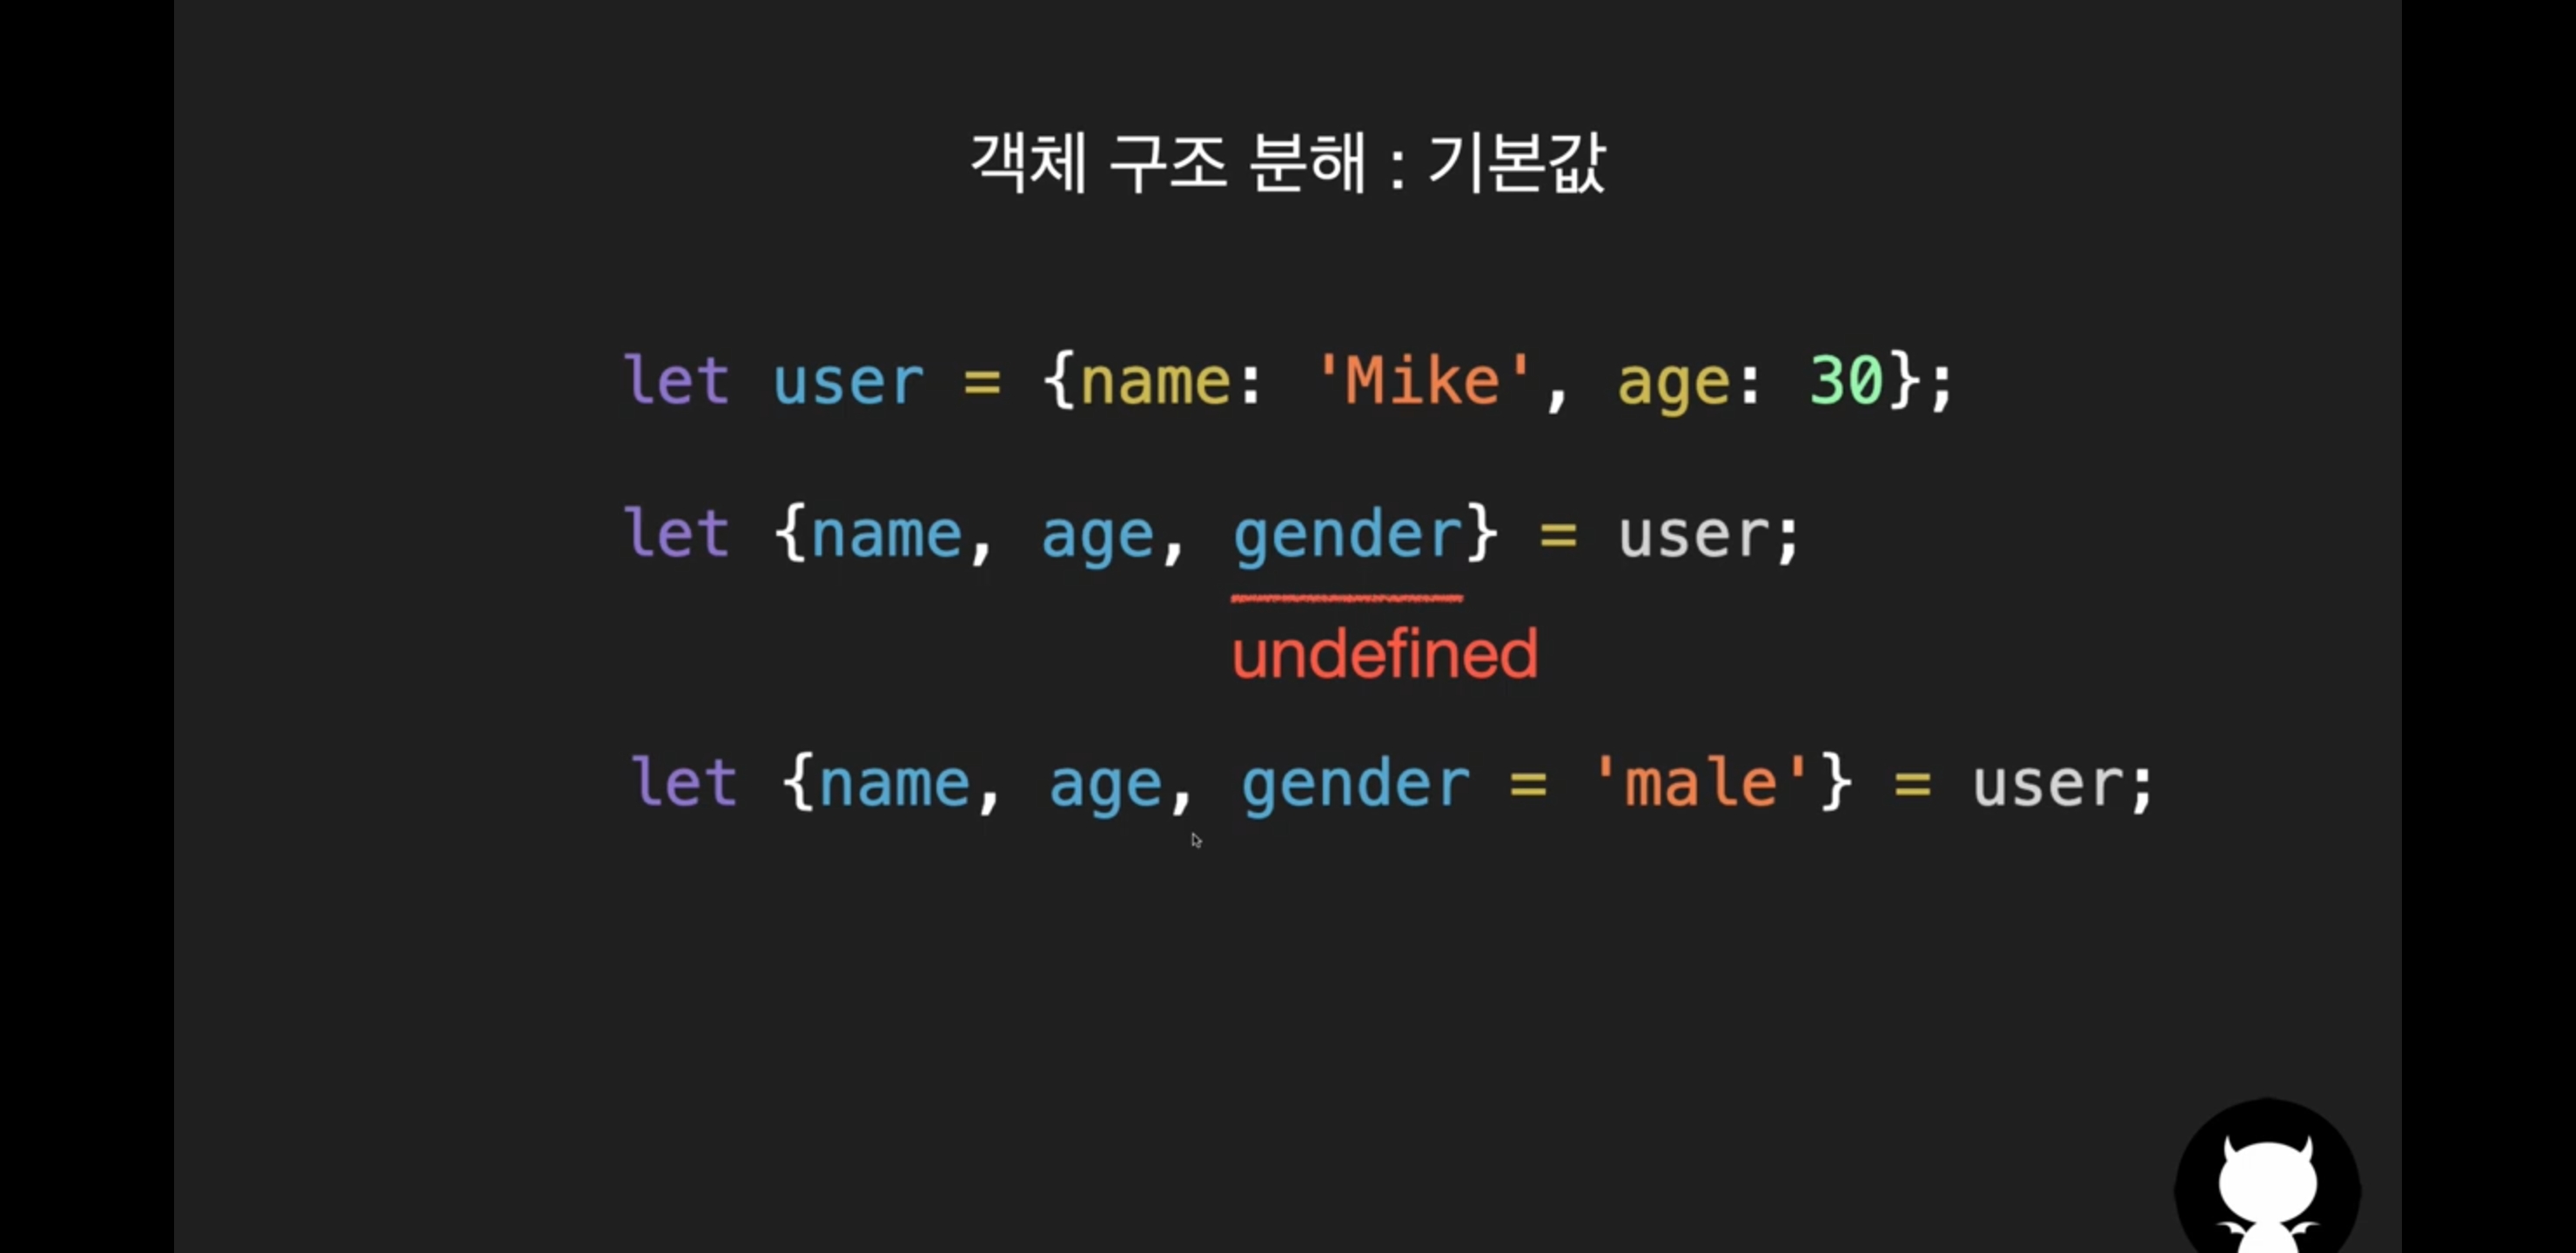 객체 구조 분해 : 기본값
let user = {name: 'Mike', age: 30};
let {name, age, gender} = user;
undefined
let {name, age, gender = 'male'} = user;